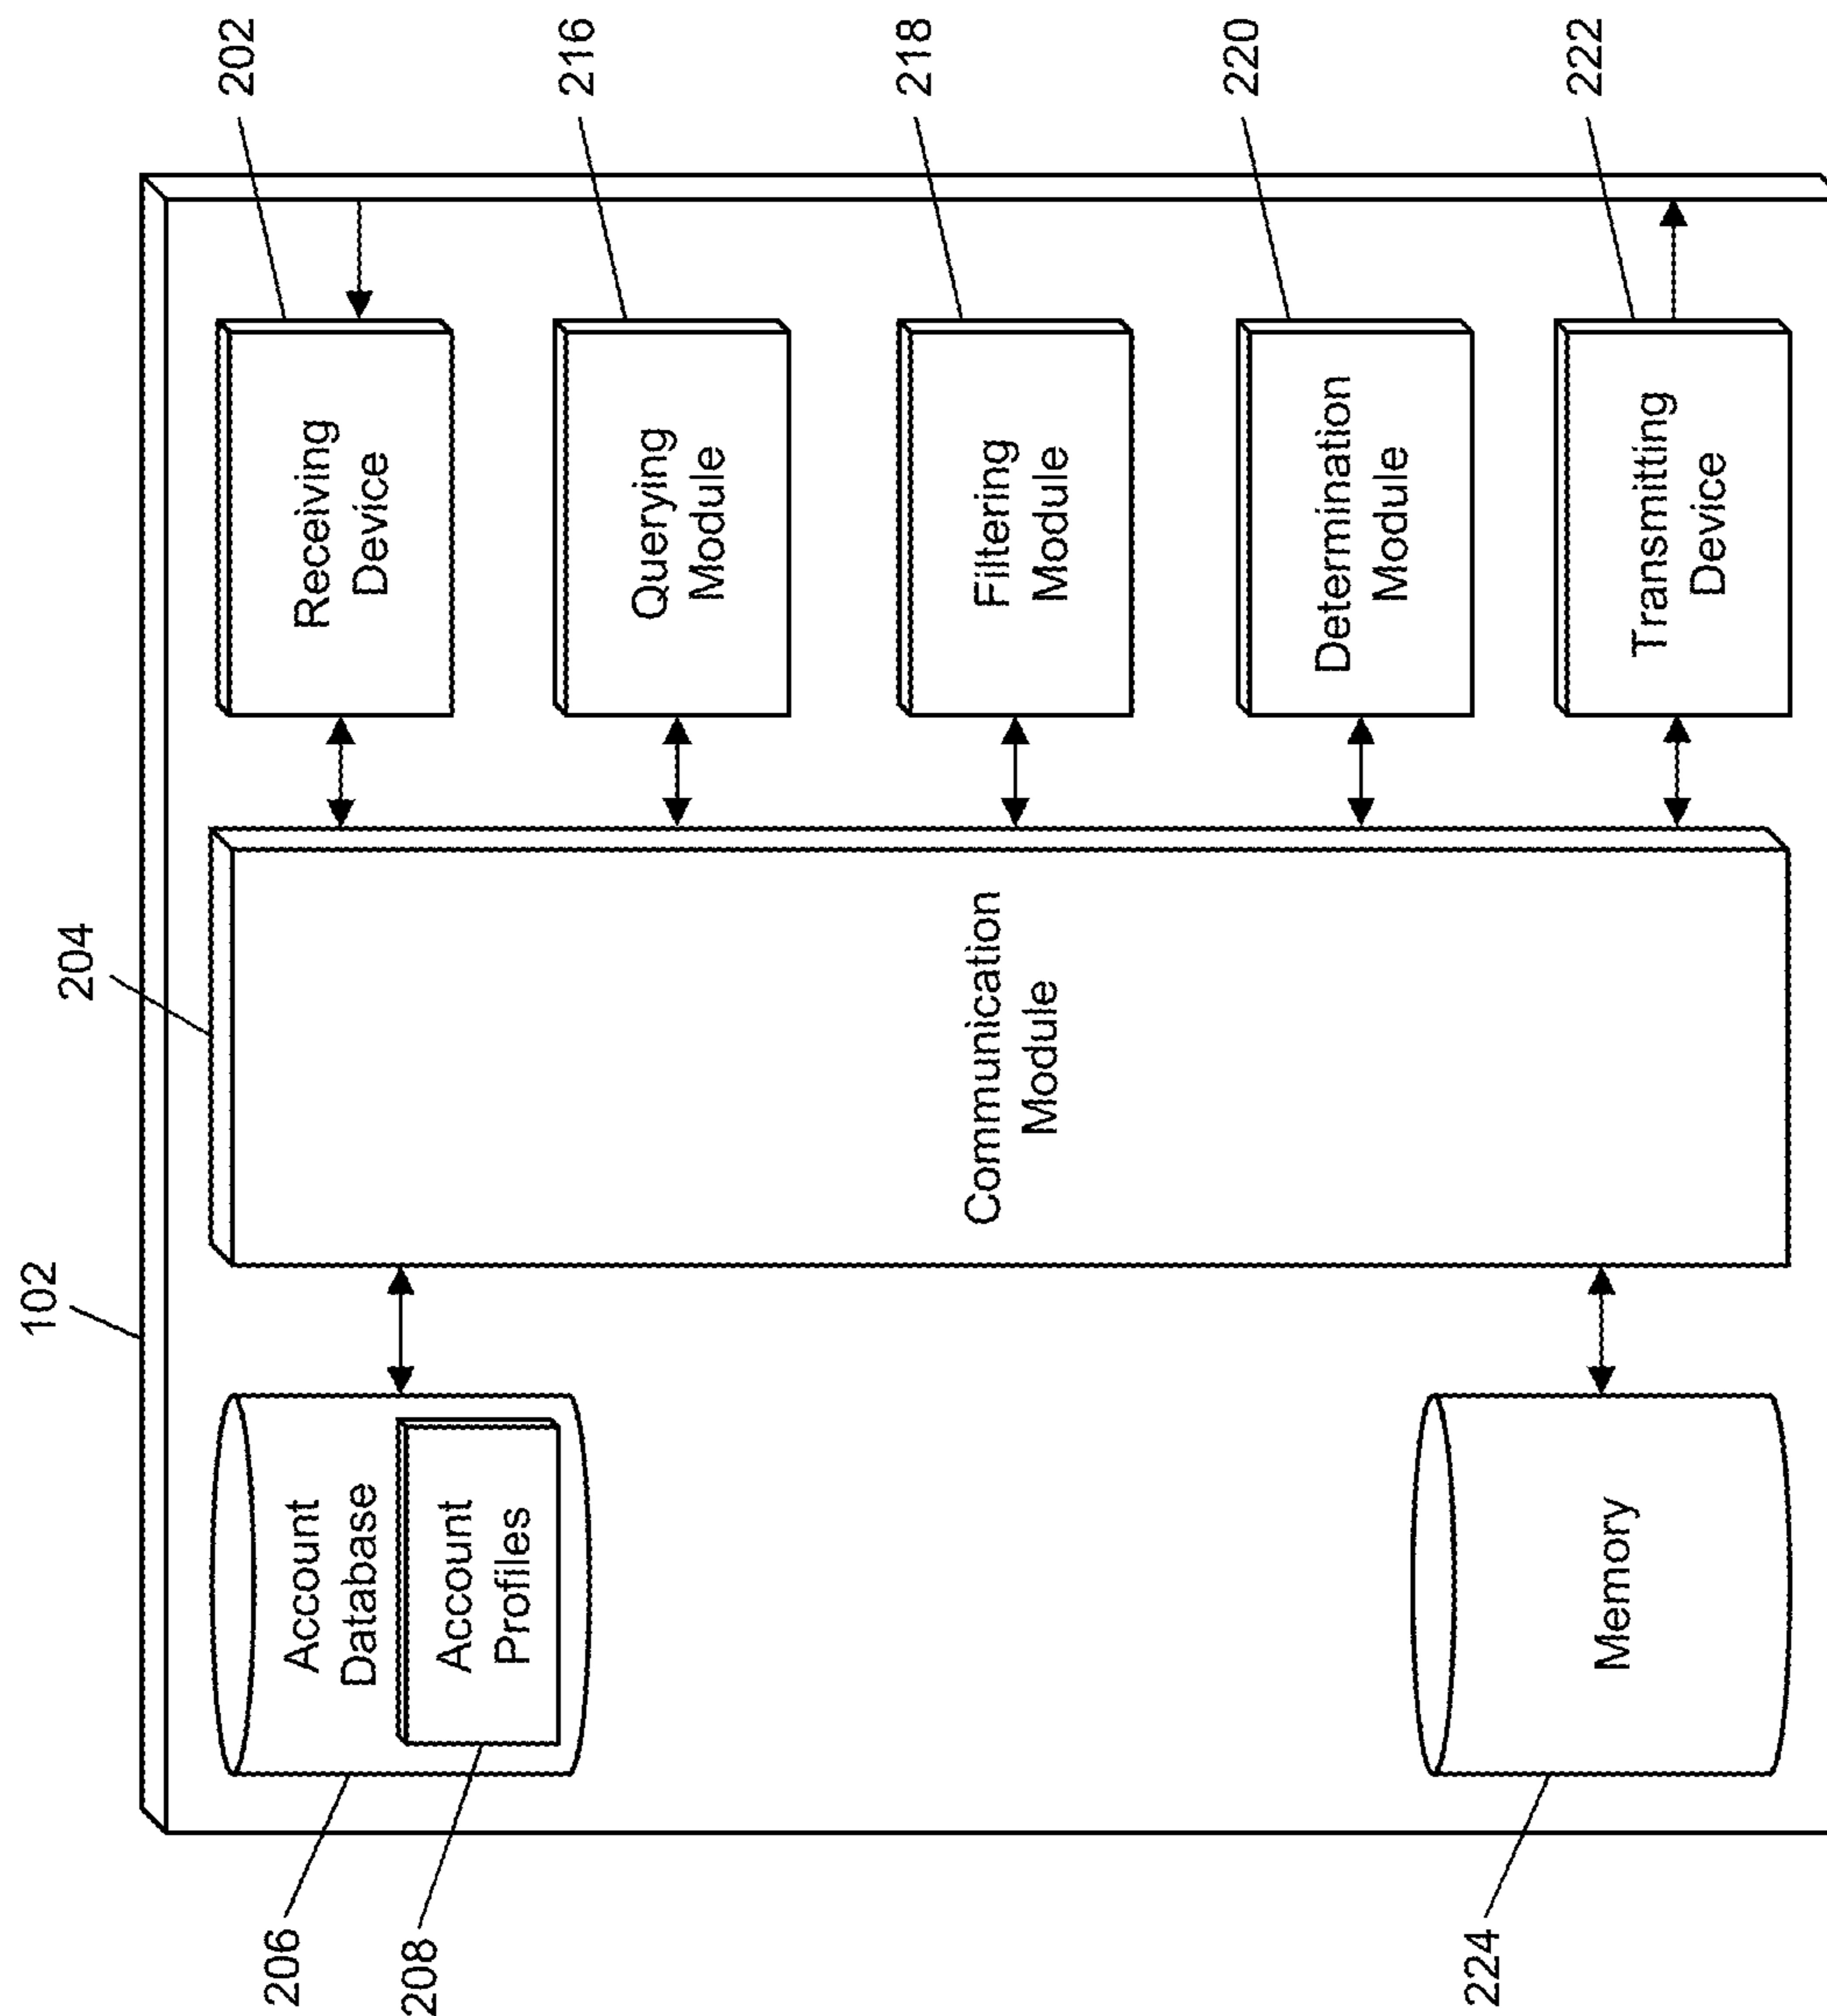 102
204
206
Account
Database
208
Account
Profiles
224
Memory
Communication
Module
Receiving
Device
202
Querying
Module
216
Filtering
Module
218
Determination
Module
220
Transmitting
Device
222